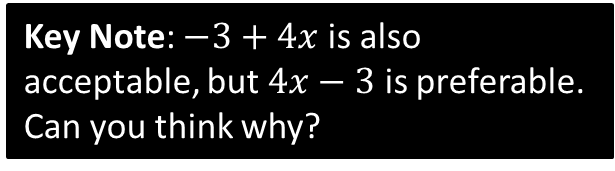 Key Note: −3 + 4𝑥 is also
acceptable, but 4𝑥 − 3 is preferable.
Can you think why?